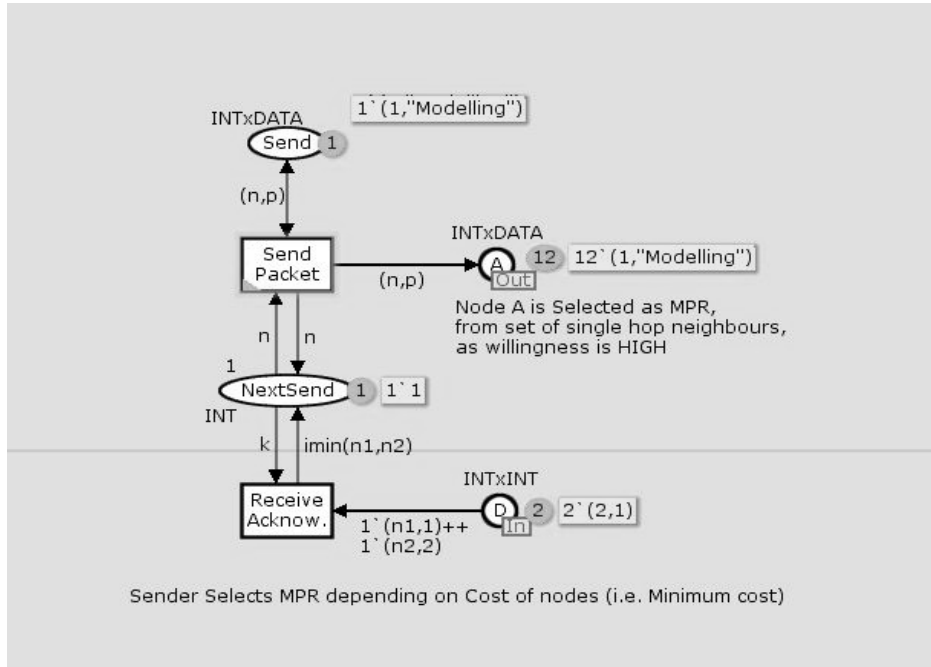 1`(1,"Modelling")
INTxDATA
Send 1
(n,p)
INTxDATA
Send
Packet
A 12 12`(1,"Modelling")
Out
(n,p)
Node A is Selected as MPR,
from set of single hop neighbours,
as willingness is HIGH
n n
1
NextSend 1 1`1
INT
k imin(n1,n2)
INTxINT
Receive
Acknow.
D 2 2`(2,1)
In
1`(n1,1)++
1`(n2,2)
Sender Selects MPR depending on Cost of nodes (i.e. Minimum cost)